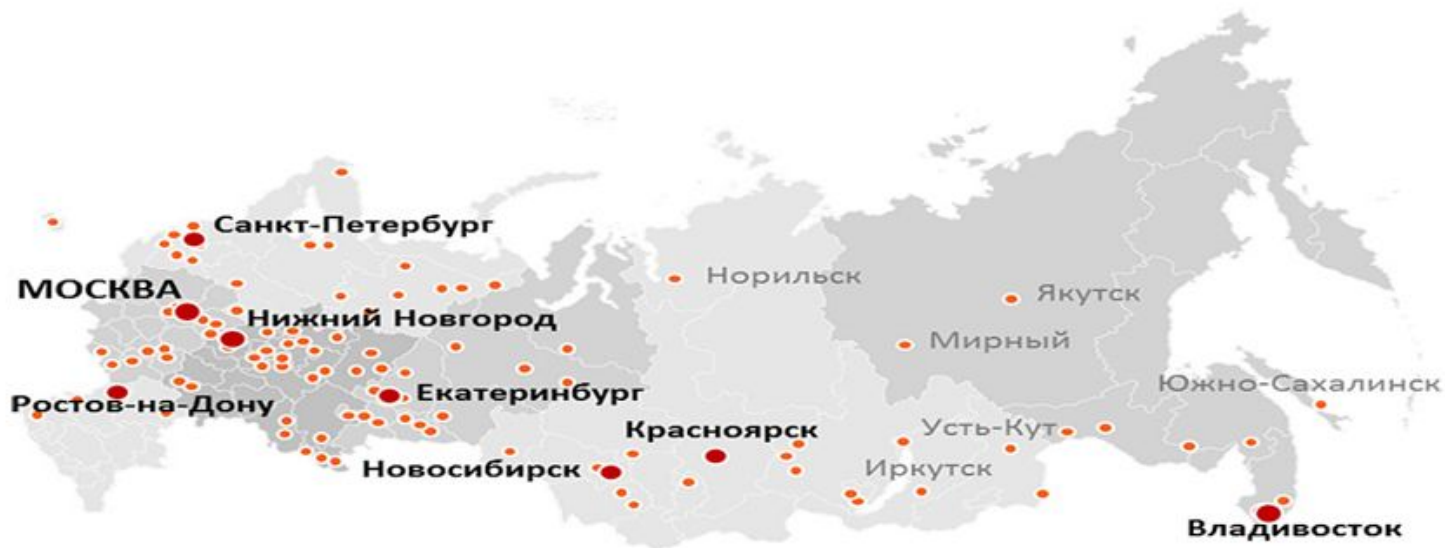 Санкт-Петербург
Норильск
МОСКВА
Якутск
Нижний Новгород
Мирный
Южно-Сахалинск
Екатеринбург
Ростов-на-Дону
Красноярск
Усть-Кут
Новосибирск
Иркутск
Владивосток